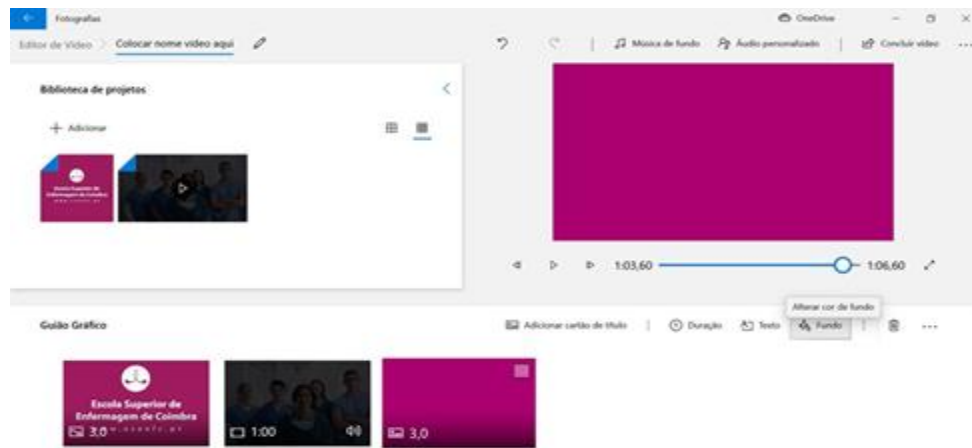 Fotografias
OneDrive
Editor de Vídeo > Colocar nome video aqui
Música de fundo Áudio personalizado Concluir vídeo
Biblioteca de projetos
+ Adicionar
Escola Superior de
Enfermagem de Coimbra
1:03,60 1:06,60
Alterar cor de fundo
Guião Gráfico
Adicionar cartão de título Duração Texto Fundo
Escola Superior de
Enfermagem de Coimbra
3,0 1:00 3,0